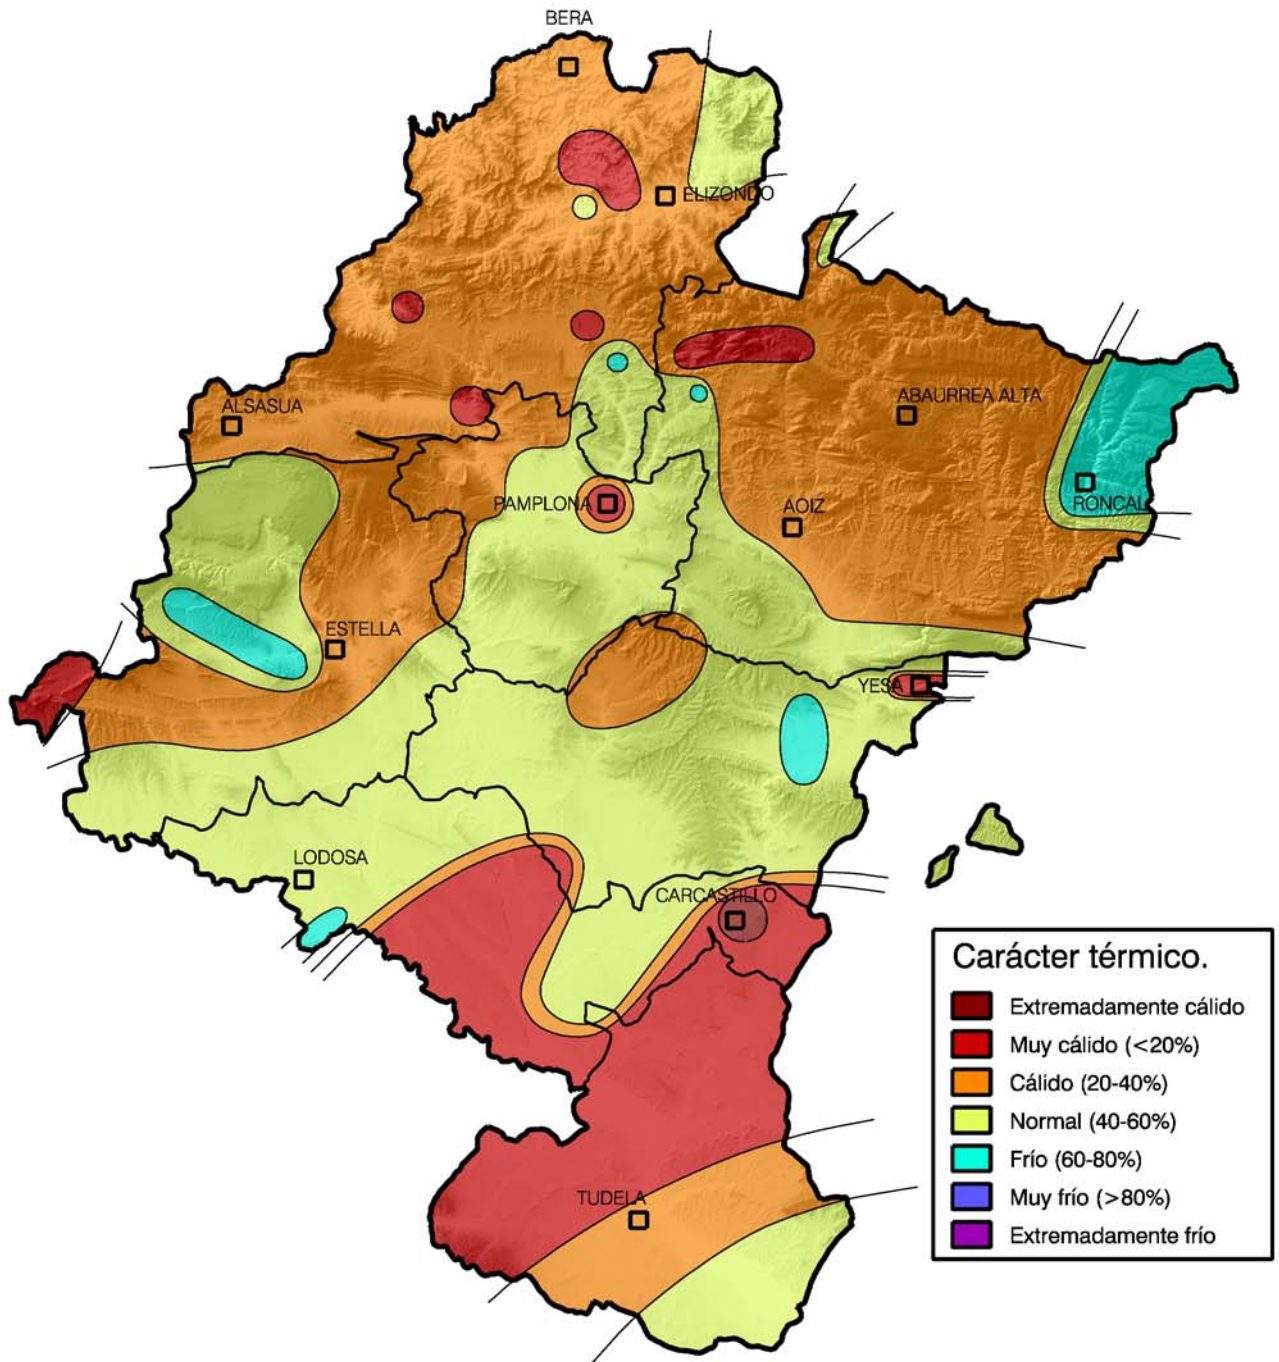 BERA
ELIZONDO
ABAURREA ALTA
ALSASUA
RONCAL
PAMPLONA
AOIZ
ESTELLA
YESA
LODOSA
CARCASTILLO
TUDELA
Carácter térmico.
Extremadamente cálido
Muy cálido (<20%)
Cálido (20-40%)
Normal (40-60%)
Frío (60-80%)
Muy frío (>80%)
Extremadamente frío